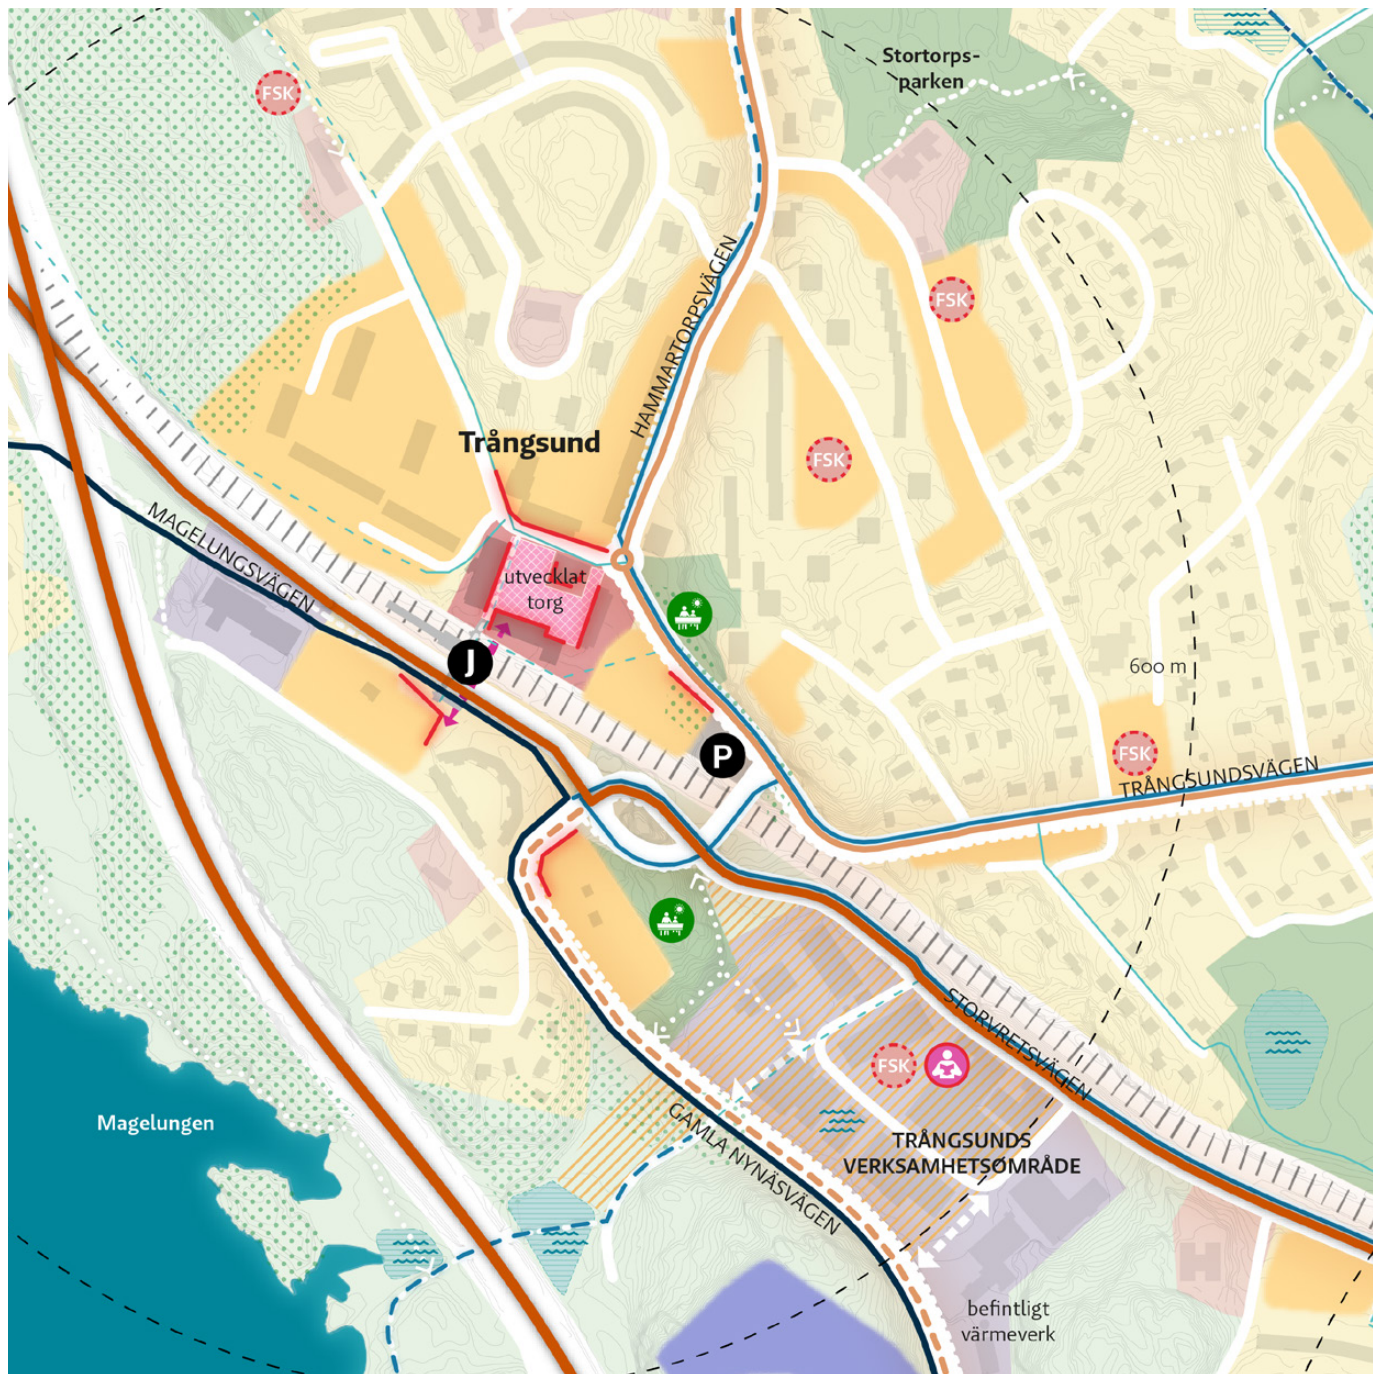 Stortorps-
parken
FSK
HAMMARTORPSVÄGEN
FSK
Trångsund
FSK
MAGELUNGSVÄGEN
utvecklat
torg
J
600 m
P
FSK
TRÅNGSUNDSVÄGEN
STORVRETSVÄGEN
FSK
Magelungen
GAMLA NYNÄSVÄGEN
TRÅNGSUNDS
VERKSAMHETSOMRÅDE
befintligt
värmeverk